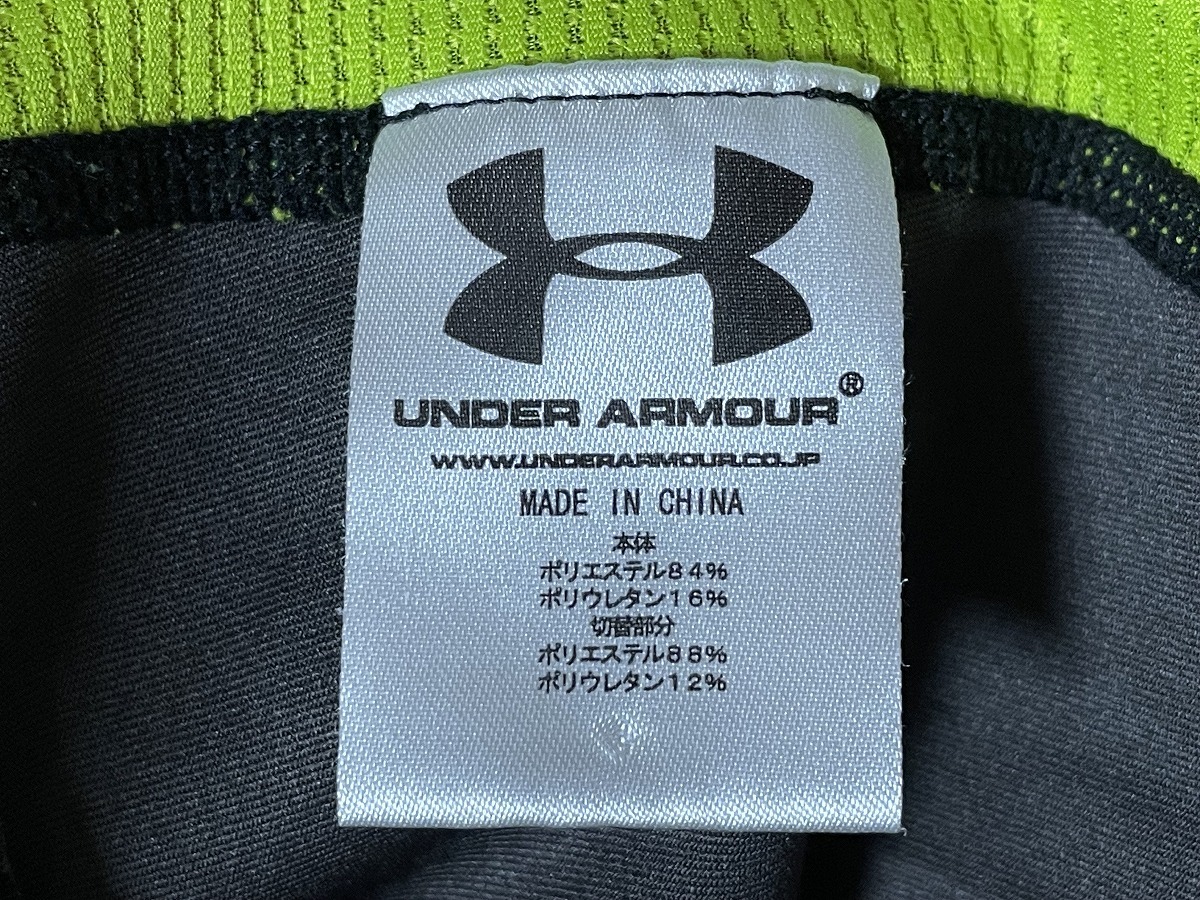 UNDER ARMOUR®
WWW.UNDERARMOUR.CO.JP
MADE IN CHINA
本体
ポリエステル84%
ポリウレタン16%
切替部分
ポリエステル88%
ポリウレタン12%